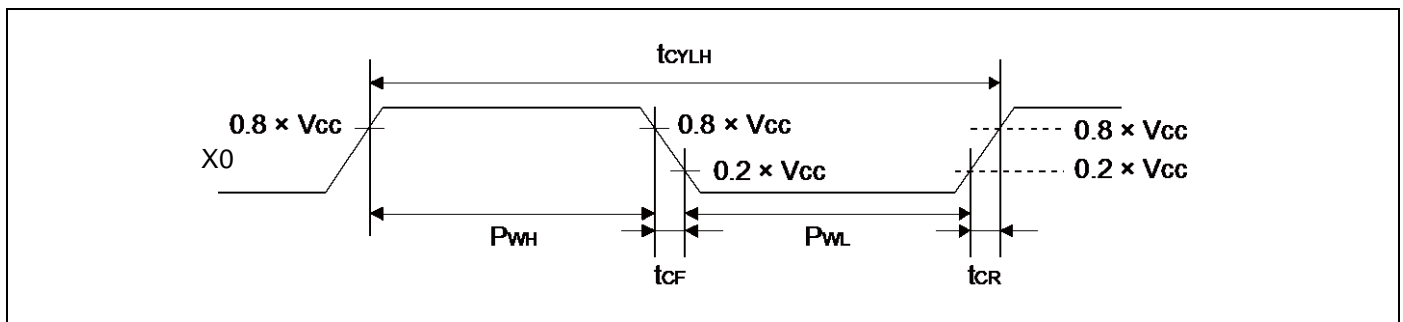 tCYLH
0.8 × Vcc
0.8 × Vcc
0.8 × Vcc
X0
0.2 × Vcc
0.2 × Vcc
PWH
PWL
tCF
tCR